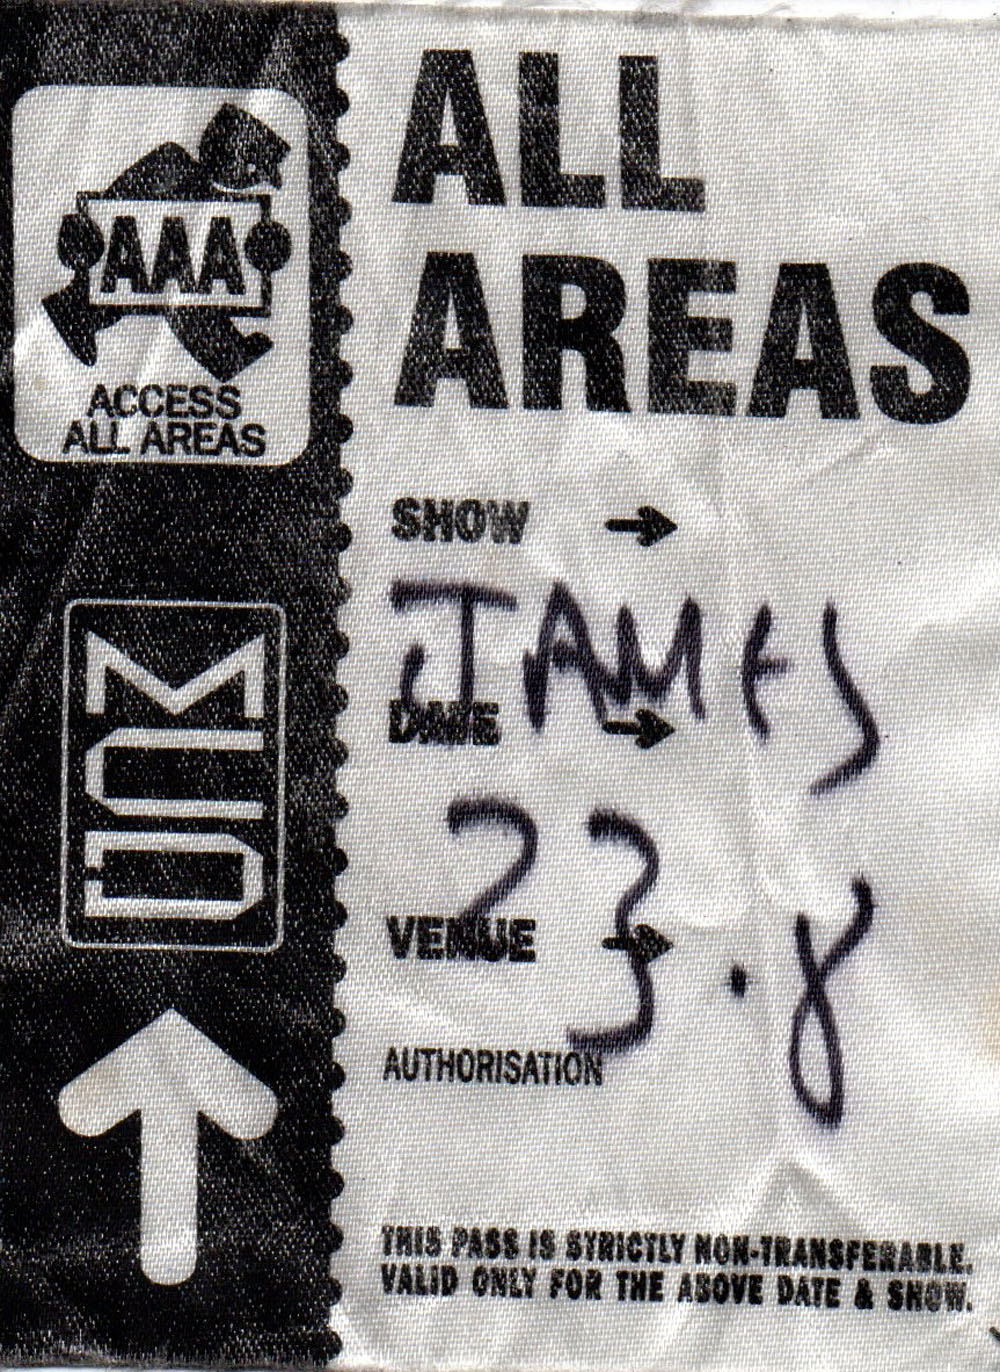 AAA
ACCESS
ALL AREAS
MCD
ALL
AREAS
SHOW →
JAMES
DATE →
23.8
VENUE →
AUTHORISATION
THIS PASS IS STRICTLY NON-TRANSFERABLE.
VALID ONLY FOR THE ABOVE DATE & SHOW.